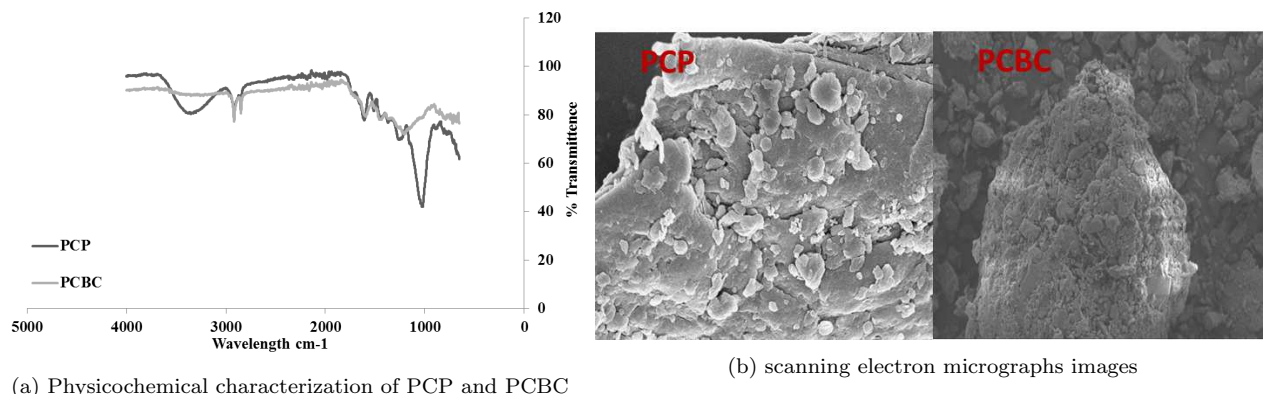 120
100
80
60
40
20
0
% Transmittence
PCP
PCBC
5000 4000 3000 2000 1000 0
Wavelength cm-1
(a) Physicochemical characterization of PCP and PCBC
PCP
PCBC
(b) scanning electron micrographs images